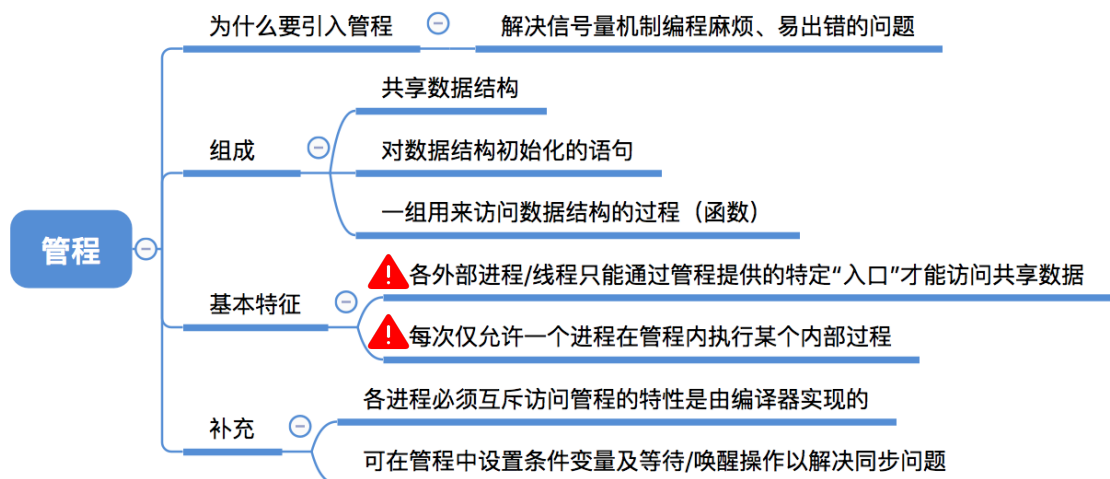 为什么要引入管程
解决信号量机制编程麻烦、易出错的问题
共享数据结构
组成
对数据结构初始化的语句
一组用来访问数据结构的过程（函数）
管程
各外部进程/线程只能通过管程提供的特定“入口”才能访问共享数据
基本特征
每次仅允许一个进程在管程内执行某个内部过程
各进程必须互斥访问管程的特性是由编译器实现的
补充
可在管程中设置条件变量及等待/唤醒操作以解决同步问题